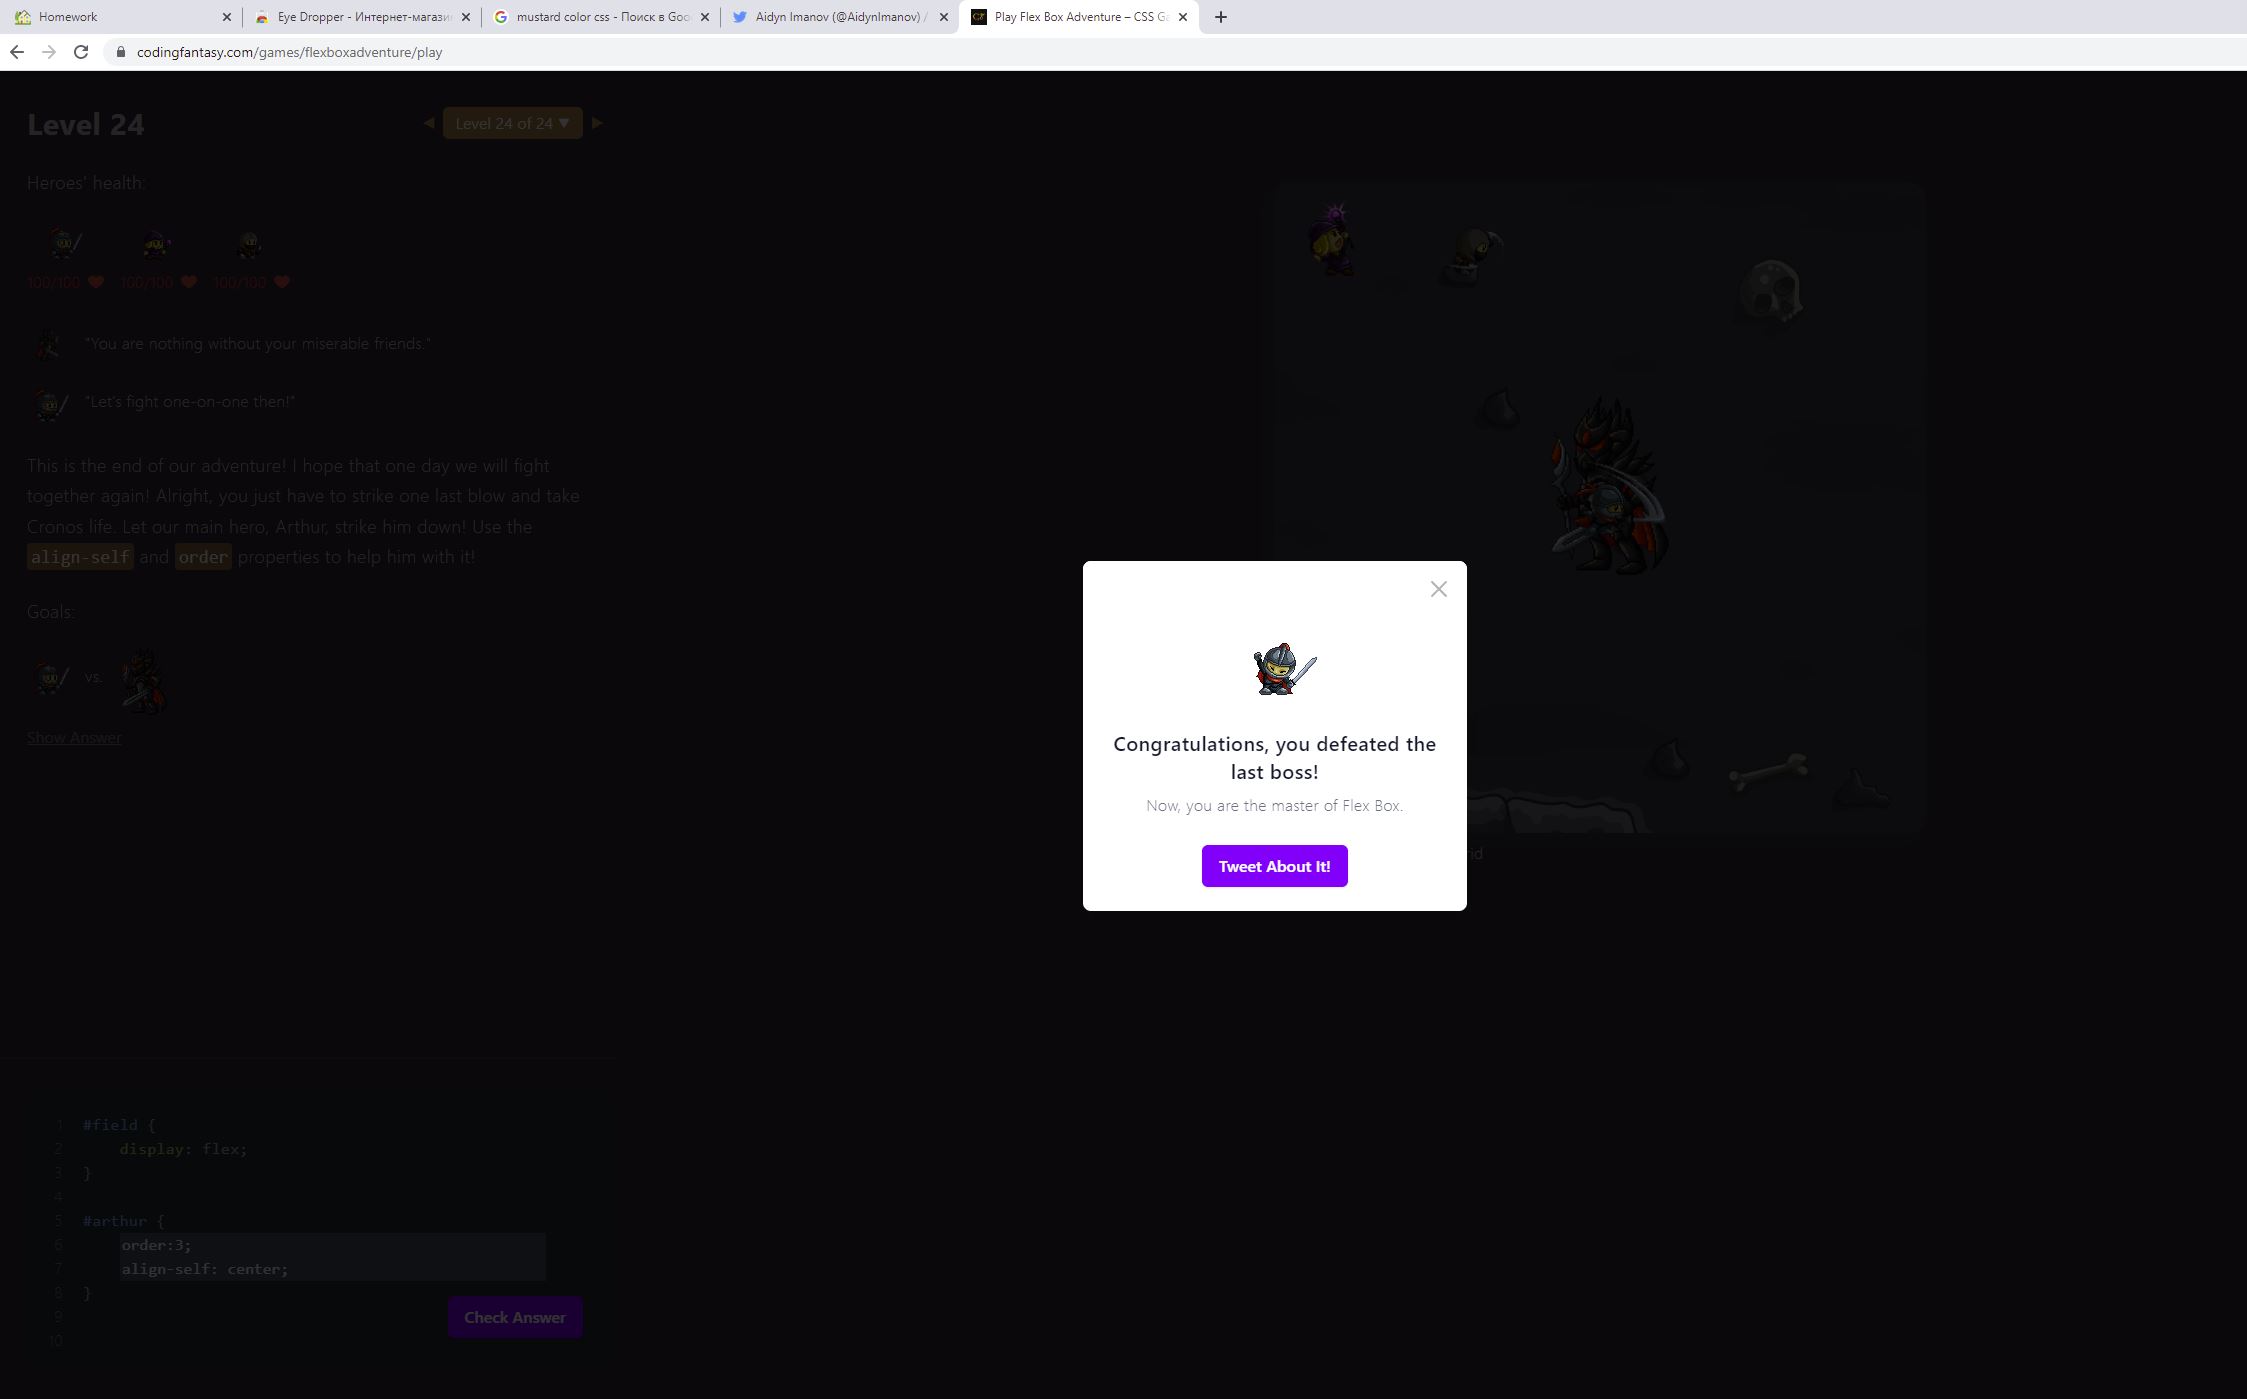 Homework
Eye Dropper - Интернет-магази
mustard color css - Поиск в Goo
Aidyn Imanov (@AidynImanov) /
Play Flex Box Adventure – CSS Ga
codingfantasy.com/games/flexboxadventure/play
Level 24
Level 24 of 24 ▼
Heroes' health:
100/100 100/100 100/100
"You are nothing without your miserable friends."
"Let's fight one-on-one then!"
This is the end of our adventure! I hope that one day we will fight
together again! Alright, you just have to strike one last blow and take
Cronos life. Let our main hero, Arthur, strike him down! Use the
align-self and order properties to help him with it!
Goals:
vs.
Show Answer
Congratulations, you defeated the
last boss!
Now, you are the master of Flex Box.
Tweet About It!
1 #field {
2 display: flex;
3 }
4
5 #arthur {
6 order:3;
7 align-self: center;
8 }
9
10
Check Answer